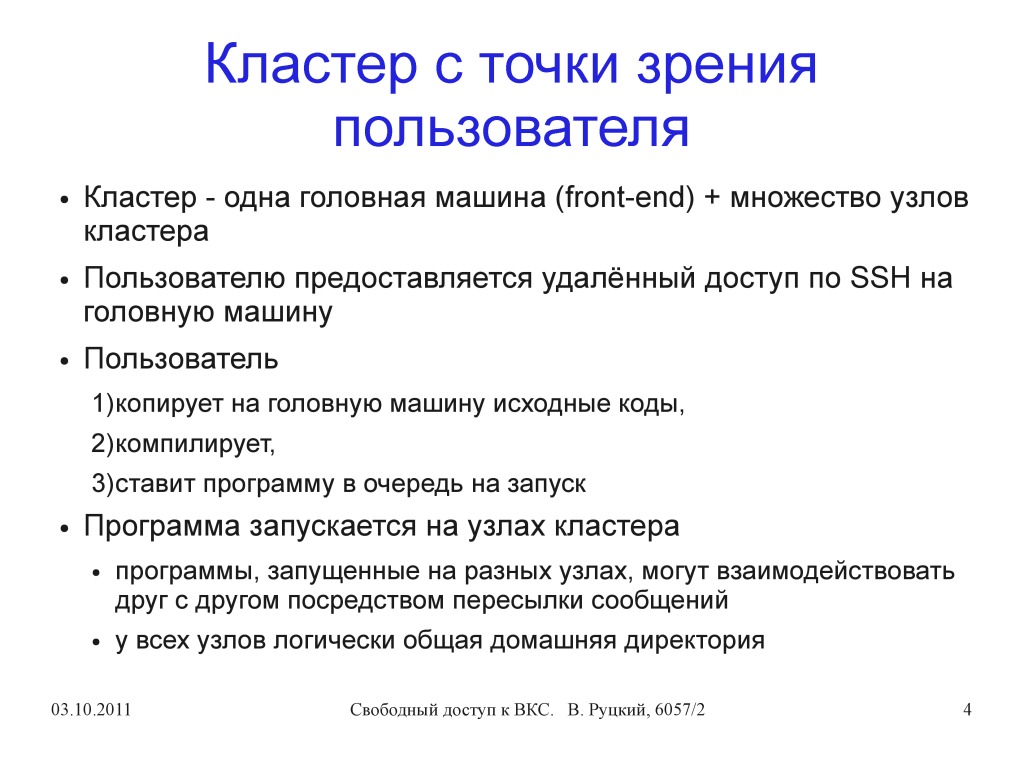 Кластер с точки зрения
пользователя
● Кластер - одна головная машина (front-end) + множество узлов
кластера
● Пользователю предоставляется удалённый доступ по SSH на
головную машину
● Пользователь
1)копирует на головную машину исходные коды,
2)компилирует,
3)ставит программу в очередь на запуск
● Программа запускается на узлах кластера
● программы, запущенные на разных узлах, могут взаимодействовать
друг с другом посредством пересылки сообщений
● у всех узлов логически общая домашняя директория
03.10.2011 Свободный доступ к ВКС. В. Руцкий, 6057/2 4